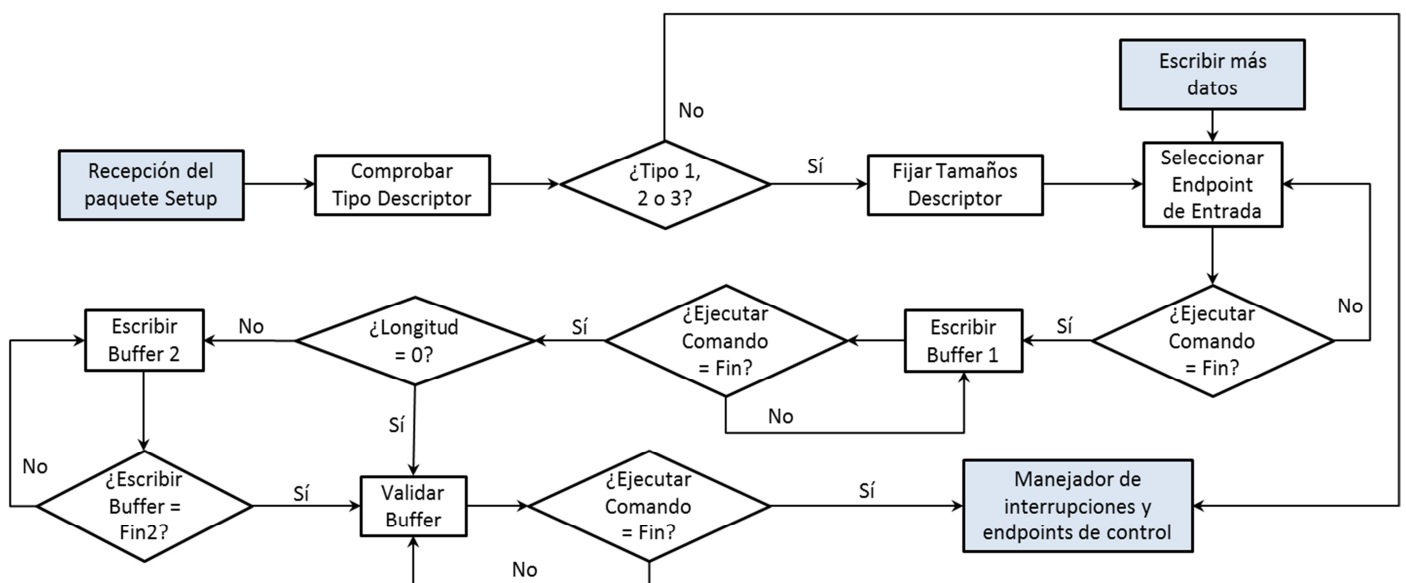 Escribir más
datos
No
Recepción del
paquete Setup
Comprobar
Tipo Descriptor
¿Tipo 1,
2 o 3?
Sí
Fijar Tamaños
Descriptor
Seleccionar
Endpoint
de Entrada
Escribir
Buffer 2
No
¿Longitud
= 0?
Sí
¿Ejecutar
Comando
= Fin?
Escribir
Buffer 1
Sí
¿Ejecutar
Comando
= Fin?
No
No
Sí
No
¿Escribir
Buffer =
Fin2?
Sí
Validar
Buffer
¿Ejecutar
Comando
= Fin?
Sí
Manejador de
interrupciones y
endpoints de control
No